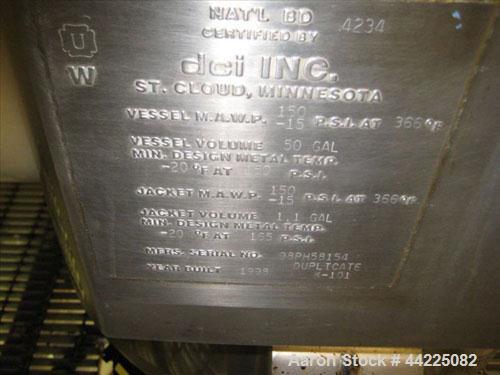 NAT'L BD 4234
CERTIFIED BY
U
W
dci INC.
ST. CLOUD, MINNESOTA
VESSEL M.A.W.P. 150
-15 P.S.I. AT 366°F
VESSEL VOLUME 50 GAL
MIN. DESIGN METAL TEMP.
-20 °F AT P.S.I.
JACKET M.A.W.P. 150
-15 P.S.I. AT 366°F
JACKET VOLUME 1.1 GAL
MIN. DESIGN METAL TEMP.
-20 °F AT 165 P.S.I.
MFRS. SERIAL NO. 98PH58154
YEAR BUILT 1998 DUPLICATE
101
Aaron Stock # 44225082